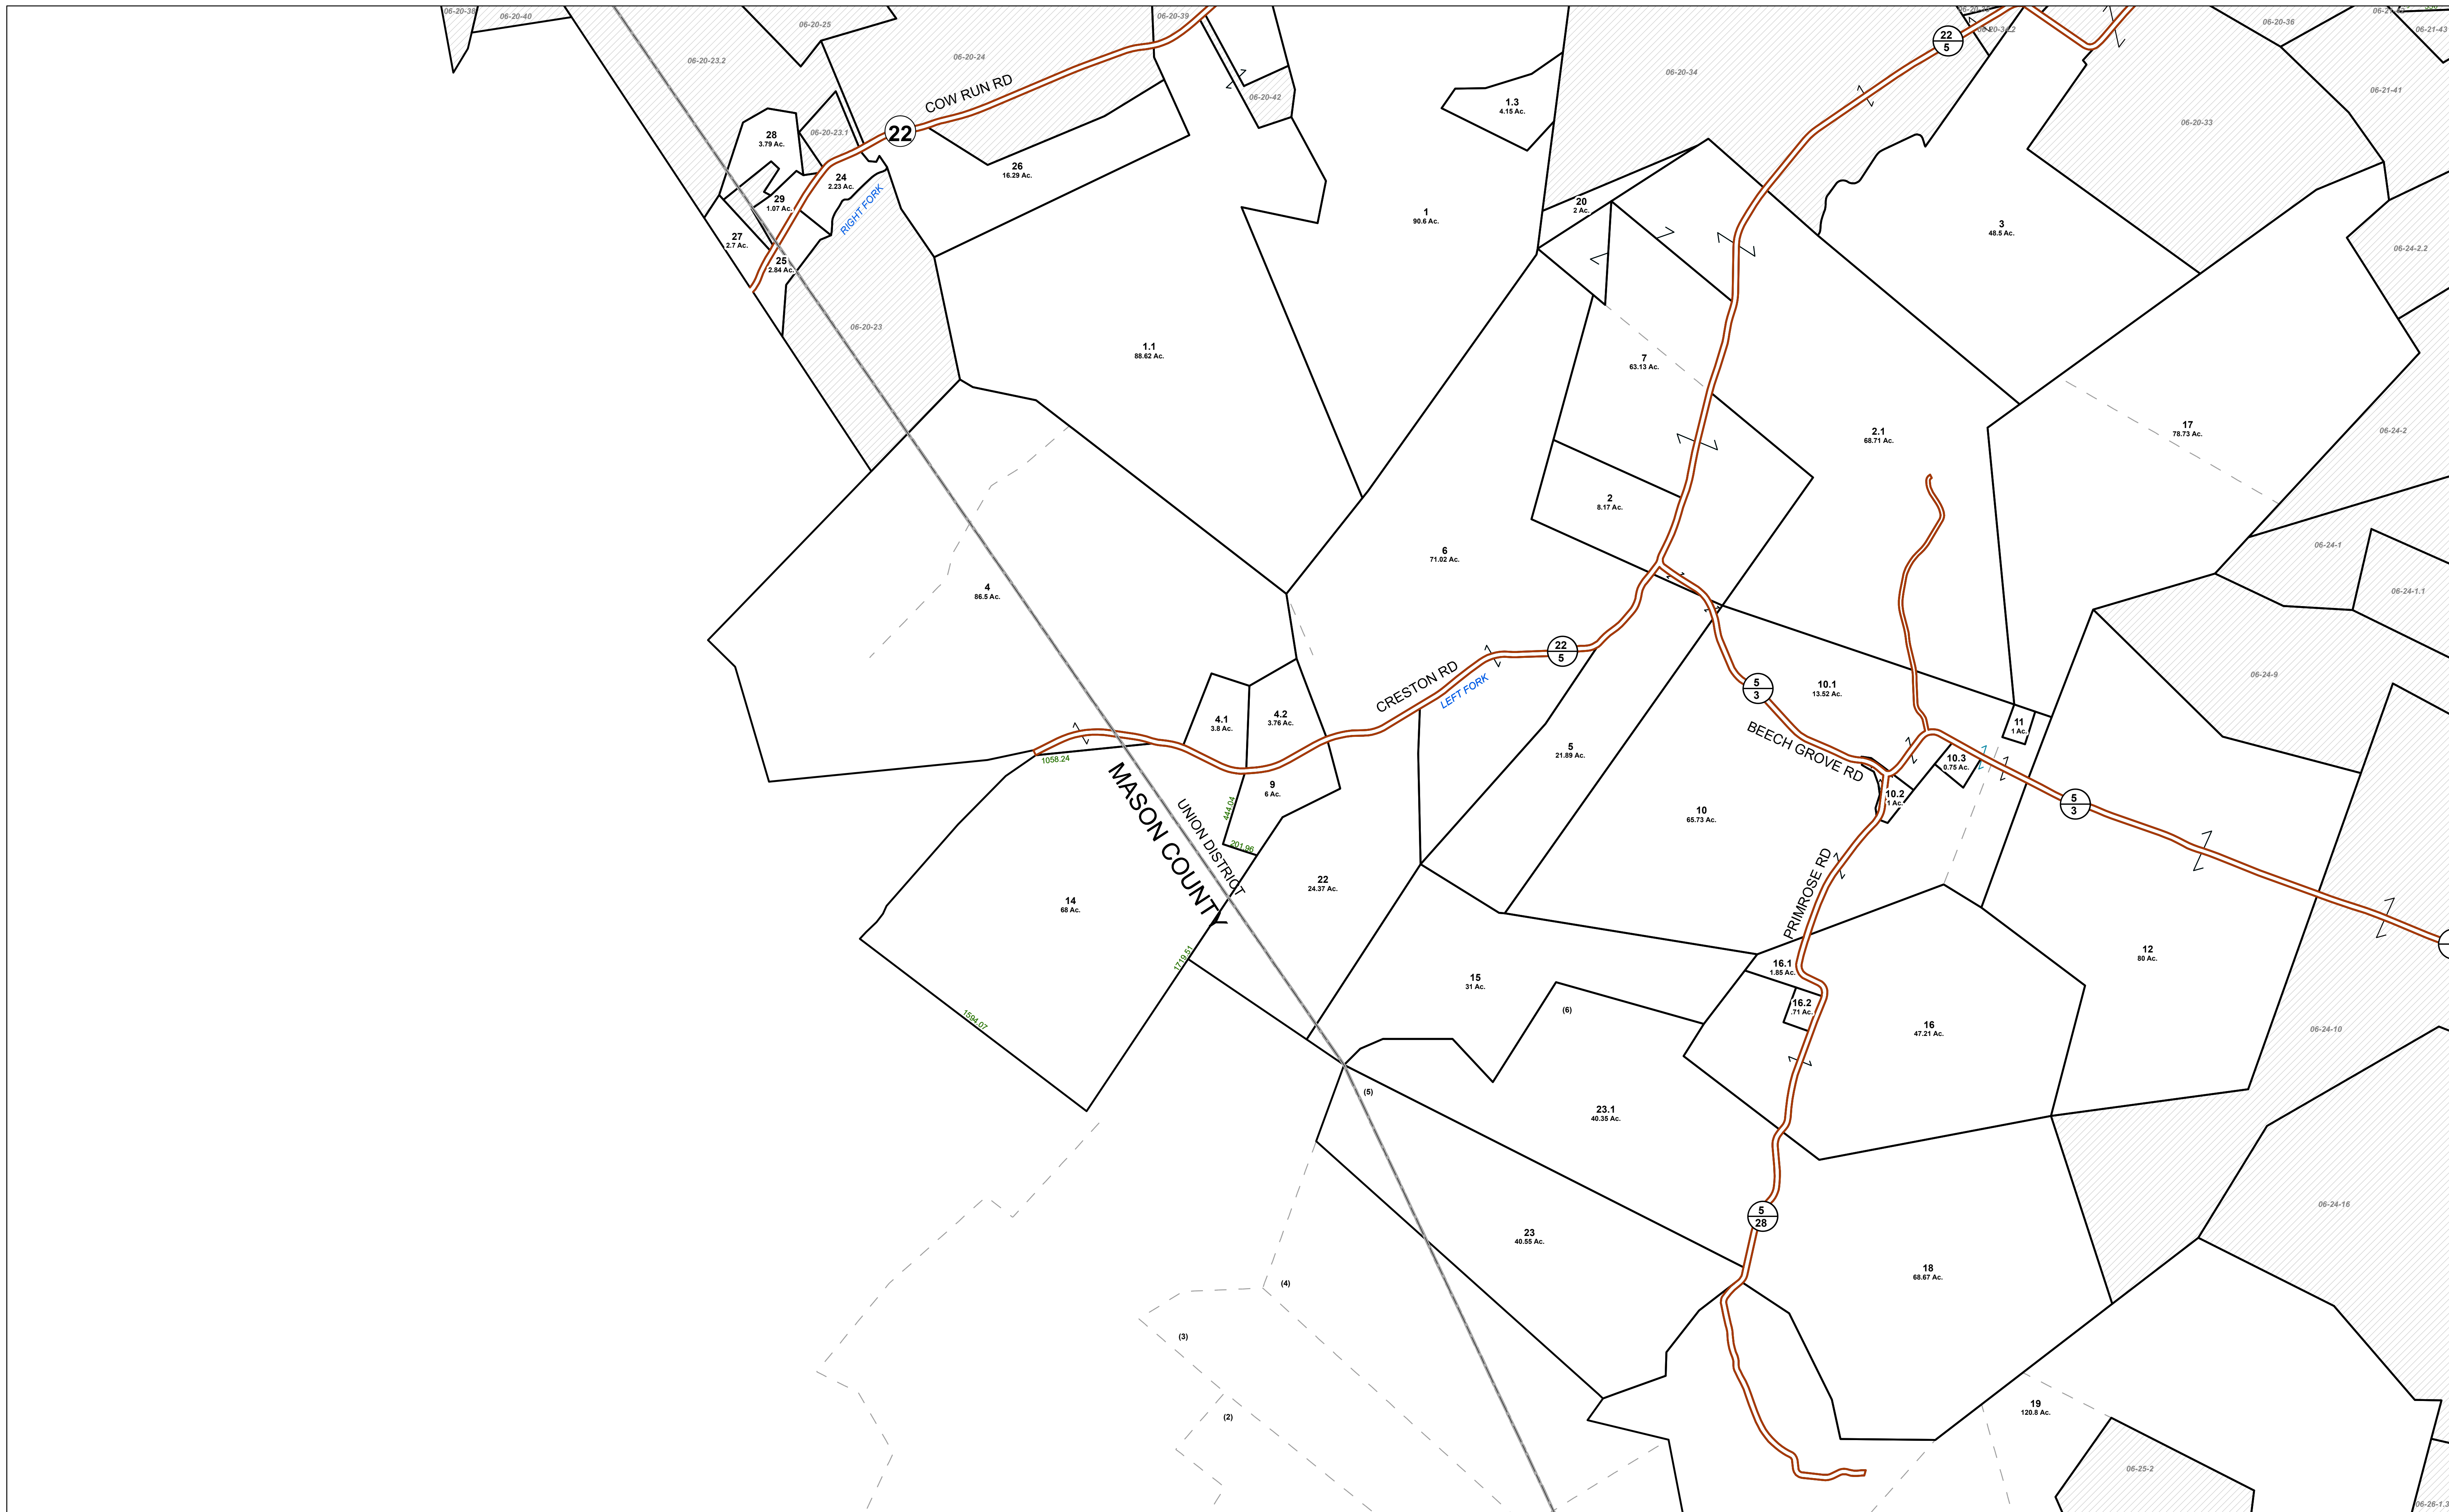 06-20-38
06-20-40
06-20-25
06-20-39
06-20-23.2
06-20-24
COW RUN RD
22
06-20-42
28
3.79 Ac.
06-20-23.1
26
16.29 Ac.
24
2.23 Ac.
29
1.07 Ac.
RIGHT FORK
27
2.7 Ac.
25
2.84 Ac.
06-20-23
1.3
4.15 Ac.
06-20-34
22
5
06-20-36
06-21-43
06-21-41
06-20-33
1
90.6 Ac.
20
2 Ac.
3
48.5 Ac.
06-24-2.2
1.1
88.62 Ac.
7
63.13 Ac.
2.1
68.71 Ac.
17
78.73 Ac.
06-24-2
2
8.17 Ac.
6
71.02 Ac.
06-24-1
06-24-1.1
4
86.5 Ac.
22
5
CRESTON RD
LEFT FORK
5
3
10.1
13.52 Ac.
06-24-9
4.1
3.8 Ac.
4.2
3.76 Ac.
11
1 Ac.
BEECH GROVE RD
5
21.89 Ac.
10.3
0.75 Ac.
1058.24
9
6 Ac.
10.2
1 Ac.
5
3
444.04
201.96
10
65.73 Ac.
MASON COUNTY
UNION DISTRICT
PRIMROSE RD
22
24.37 Ac.
14
68 Ac.
1719.51
1594.07
15
31 Ac.
16.1
1.85 Ac.
16.2
.71 Ac.
12
80 Ac.
(6)
16
47.21 Ac.
06-24-10
(5)
23.1
40.35 Ac.
06-24-16
5
28
23
40.55 Ac.
18
68.67 Ac.
(4)
(3)
(2)
19
120.8 Ac.
06-25-2
06-26-1.3